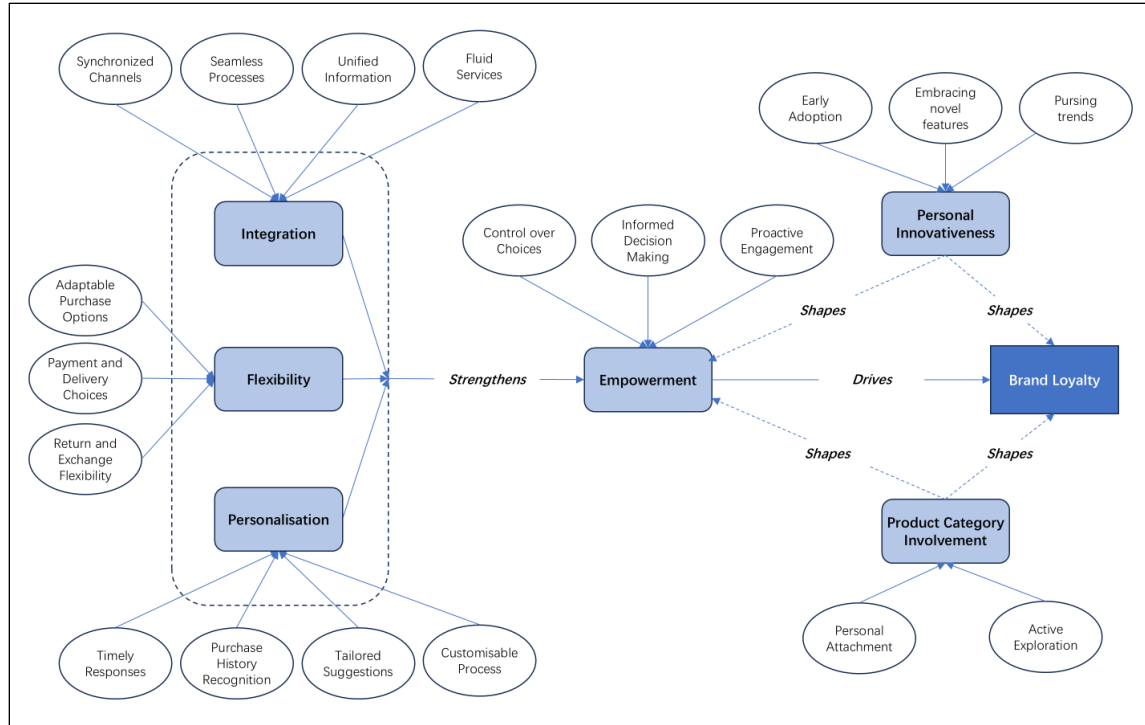 Synchronized
Channels
Seamless
Processes
Unified
Information
Fluid
Services
Early
Adoption
Embracing
novel
features
Pursing
trends
Integration
Personal
Innovativeness
Control over
Choices
Informed
Decision
Making
Proactive
Engagement
Adaptable
Purchase
Options
Shapes
Shapes
Payment and
Delivery
Choices
Flexibility
Strengthens
Empowerment
Drives
Brand Loyalty
Return and
Exchange
Flexibility
Shapes
Shapes
Personalisation
Product Category
Involvement
Timely
Responses
Purchase
History
Recognition
Tailored
Suggestions
Customisable
Process
Personal
Attachment
Active
Exploration